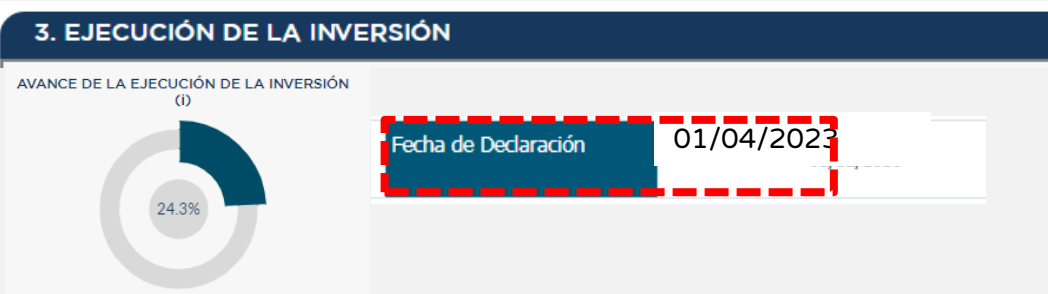 3. EJECUCIÓN DE LA INVERSIÓN
AVANCE DE LA EJECUCIÓN DE LA INVERSIÓN
(i)
24.3%
Fecha de Declaración
01/04/2023